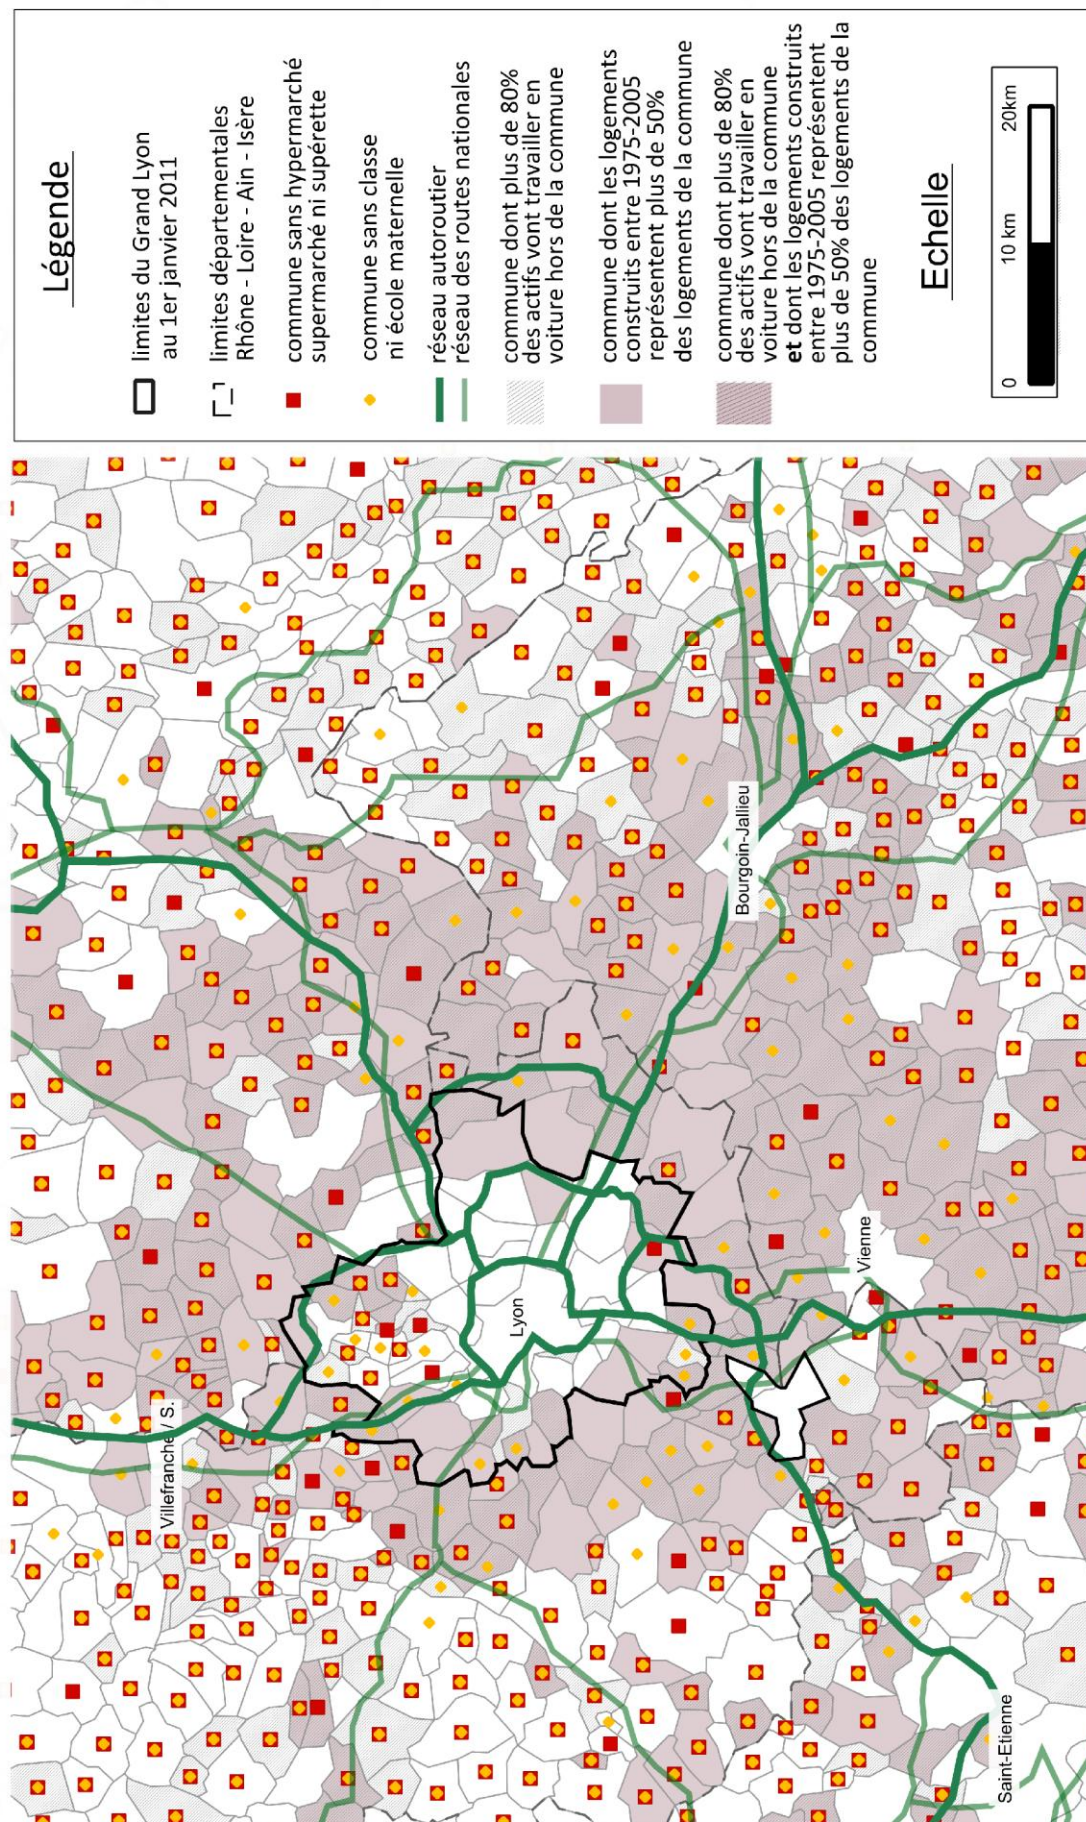 Légende
limites du Grand Lyon
au 1er janvier 2011
limites départementales
Rhône - Loire - Ain - Isère
commune sans hypermarché
supermarché ni supérette
commune sans classe
ni école maternelle
réseau autoroutier
réseau des routes nationales
commune dont plus de 80%
des actifs vont travailler en
voiture hors de la commune
commune dont les logements
construits entre 1975-2005
représentent plus de 50%
des logements de la commune
commune dont plus de 80%
des actifs vont travailler en
voiture hors de la commune
et dont les logements construits
entre 1975-2005 représentent
plus de 50% des logements de la
commune
Echelle
0 10 km 20km
Villefranche / S.
Lyon
Bourgoin-Jallieu
Vienne
Saint-Etienne